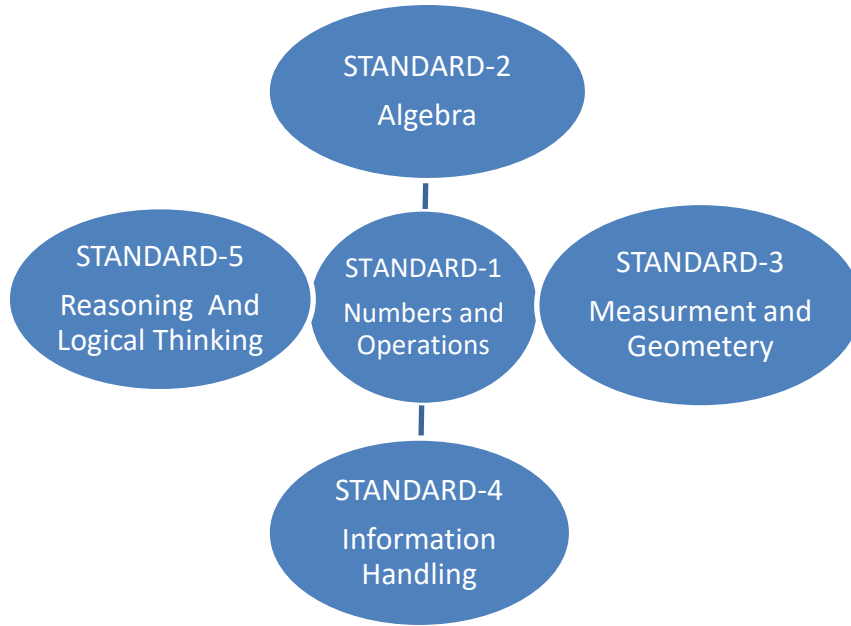 STANDARD-2
Algebra
STANDARD-5
Reasoning And
Logical Thinking
STANDARD-1
Numbers and
Operations
STANDARD-3
Measurment and
Geometery
STANDARD-4
Information
Handling